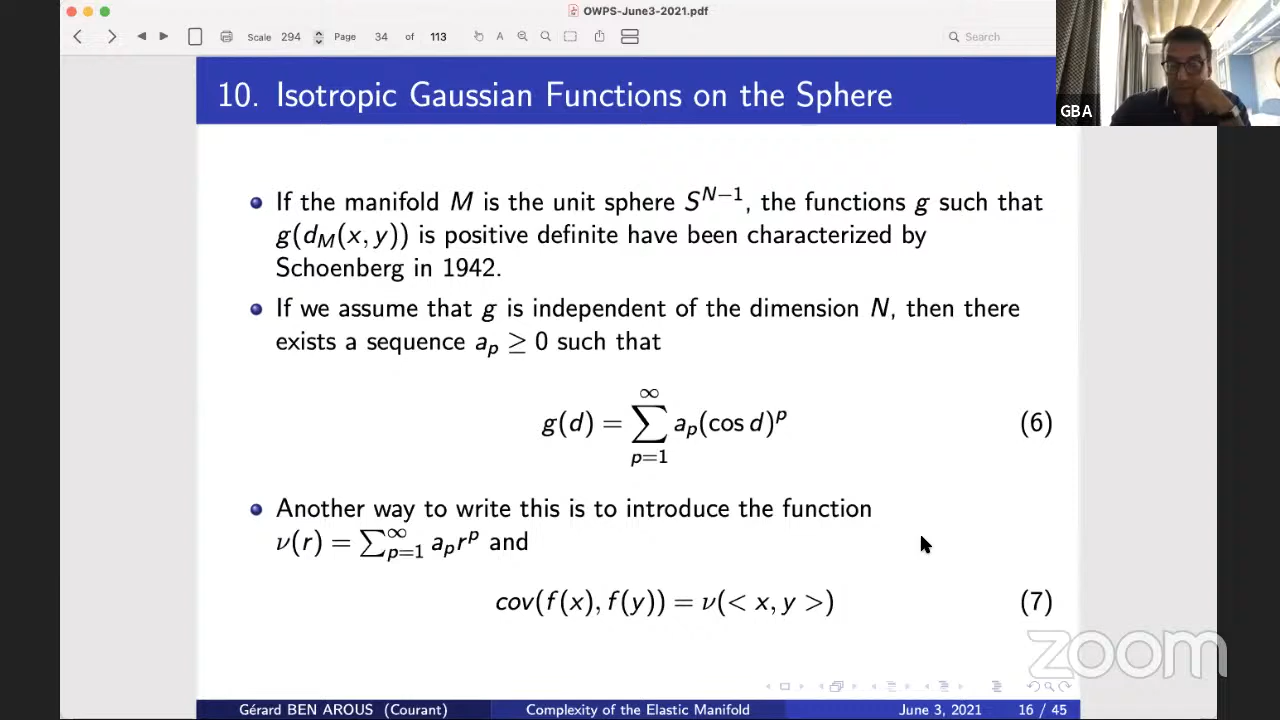 OWPS-June3-2021.pdf
Scale 294 Page 34 of 113 A Search
GBA
10. Isotropic Gaussian Functions on the Sphere
If the manifold M is the unit sphere S^{N−1}, the functions g such that
g(d_M(x, y)) is positive definite have been characterized by
Schoenberg in 1942.
If we assume that g is independent of the dimension N, then there
exists a sequence a_p ≥ 0 such that
g(d) = ∑_{p=1}^{∞} a_p(cos d)^p (6)
Another way to write this is to introduce the function
ν(r) = ∑_{p=1}^{∞} a_p r^p and
cov(f(x), f(y)) = ν(< x, y >) (7)
zoom
Gérard BEN AROUS (Courant) Complexity of the Elastic Manifold June 3, 2021 16 / 45